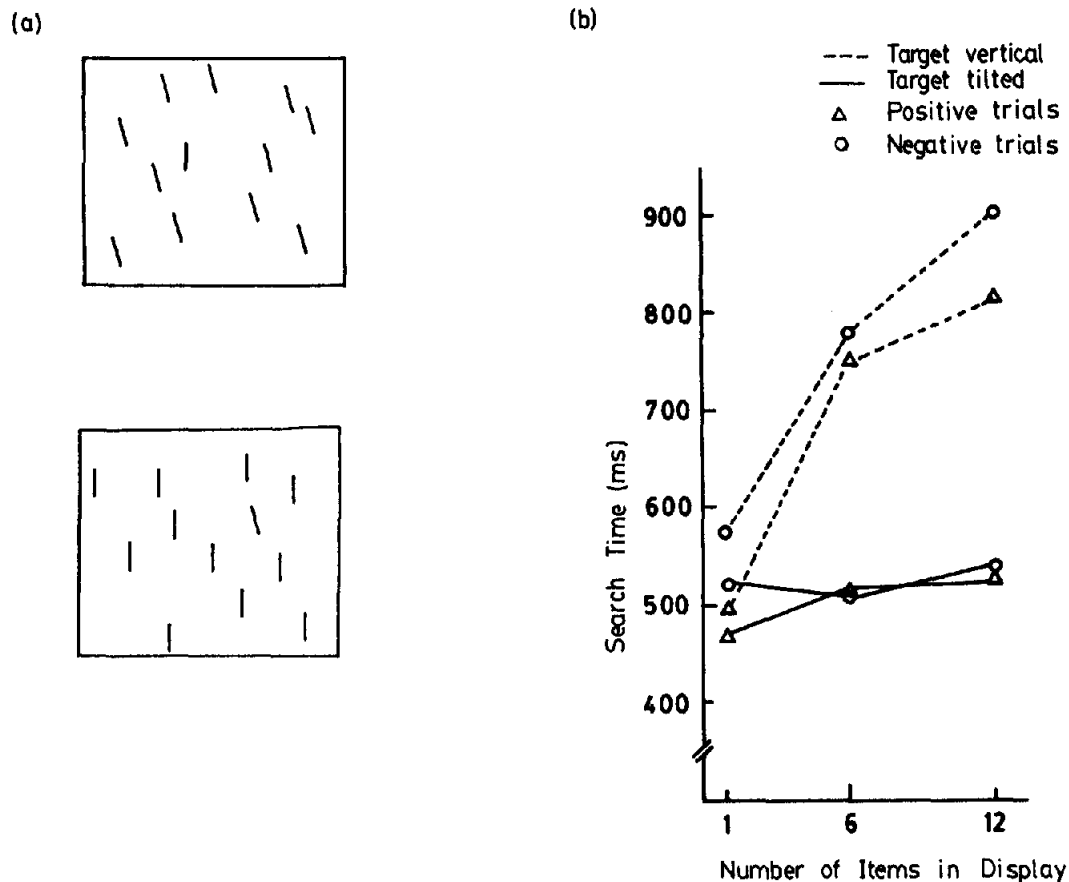 (a)
(b)
Target vertical
Target tilted
Positive trials
Negative trials
900
800
700
600
500
400
Search Time (ms)
1 6 12
Number of Items in Display